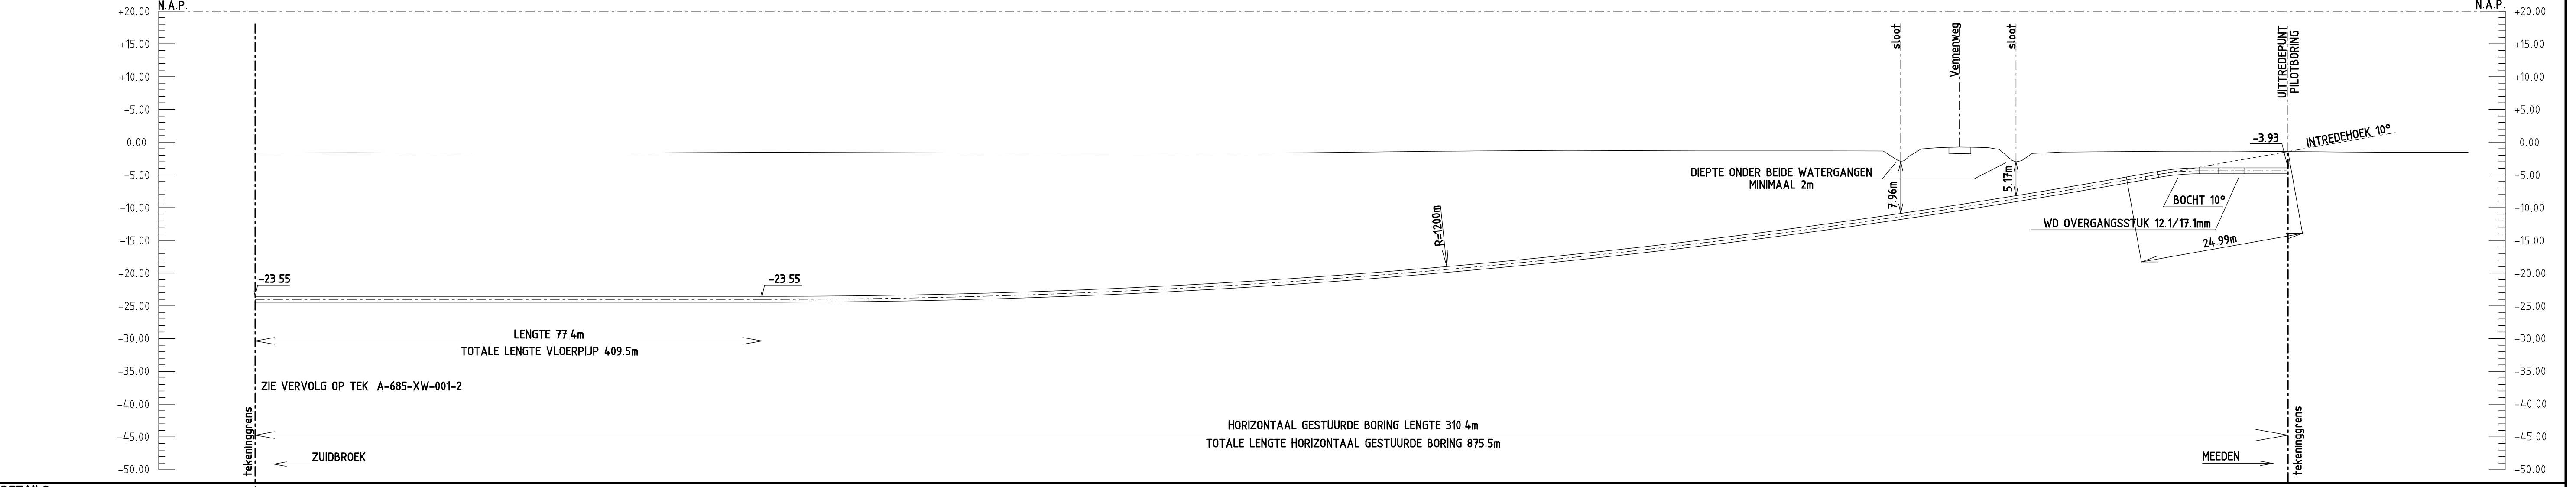 N.A.P.
N.A.P.
+20.00
+20.00
+15.00
+15.00
+10.00
+10.00
+5.00
+5.00
0.00
0.00
-5.00
-5.00
-10.00
-10.00
-15.00
-15.00
-20.00
-20.00
-25.00
-25.00
-30.00
-30.00
-35.00
-35.00
-40.00
-40.00
-45.00
-45.00
-50.00
-50.00
sloot
Vennenweg
sloot
UITTREDEPUNT
PILOTBORING
-3.93
INTREDEHOEK 10°
DIEPTE ONDER BEIDE WATERGANGEN
MINIMAAL 2m
7.96m
5.17m
BOCHT 10°
WD OVERGANGSSTUK 12.1/17.1mm
24.99m
R=1200m
-23.55
-23.55
LENGTE 77.4m
TOTALE LENGTE VLOERPIJP 409.5m
ZIE VERVOLG OP TEK. A-685-XW-001-2
tekeninggrens
HORIZONTAAL GESTUURDE BORING LENGTE 310.4m
TOTALE LENGTE HORIZONTAAL GESTUURDE BORING 875.5m
tekeninggrens
ZUIDBROEK
MEEDEN